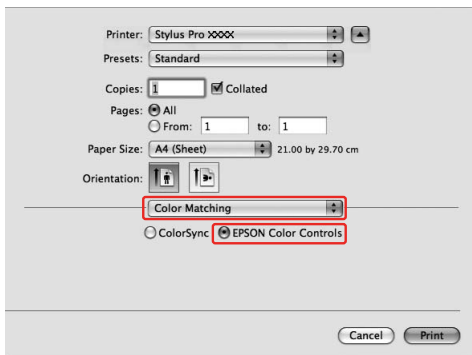 Printer: Stylus Pro XXXX
Presets: Standard
Copies: 1 Collated
Pages: All
From: 1 to: 1
Paper Size: A4 (Sheet) 21.00 by 29.70 cm
Orientation:
Color Matching
ColorSync EPSON Color Controls
Cancel Print